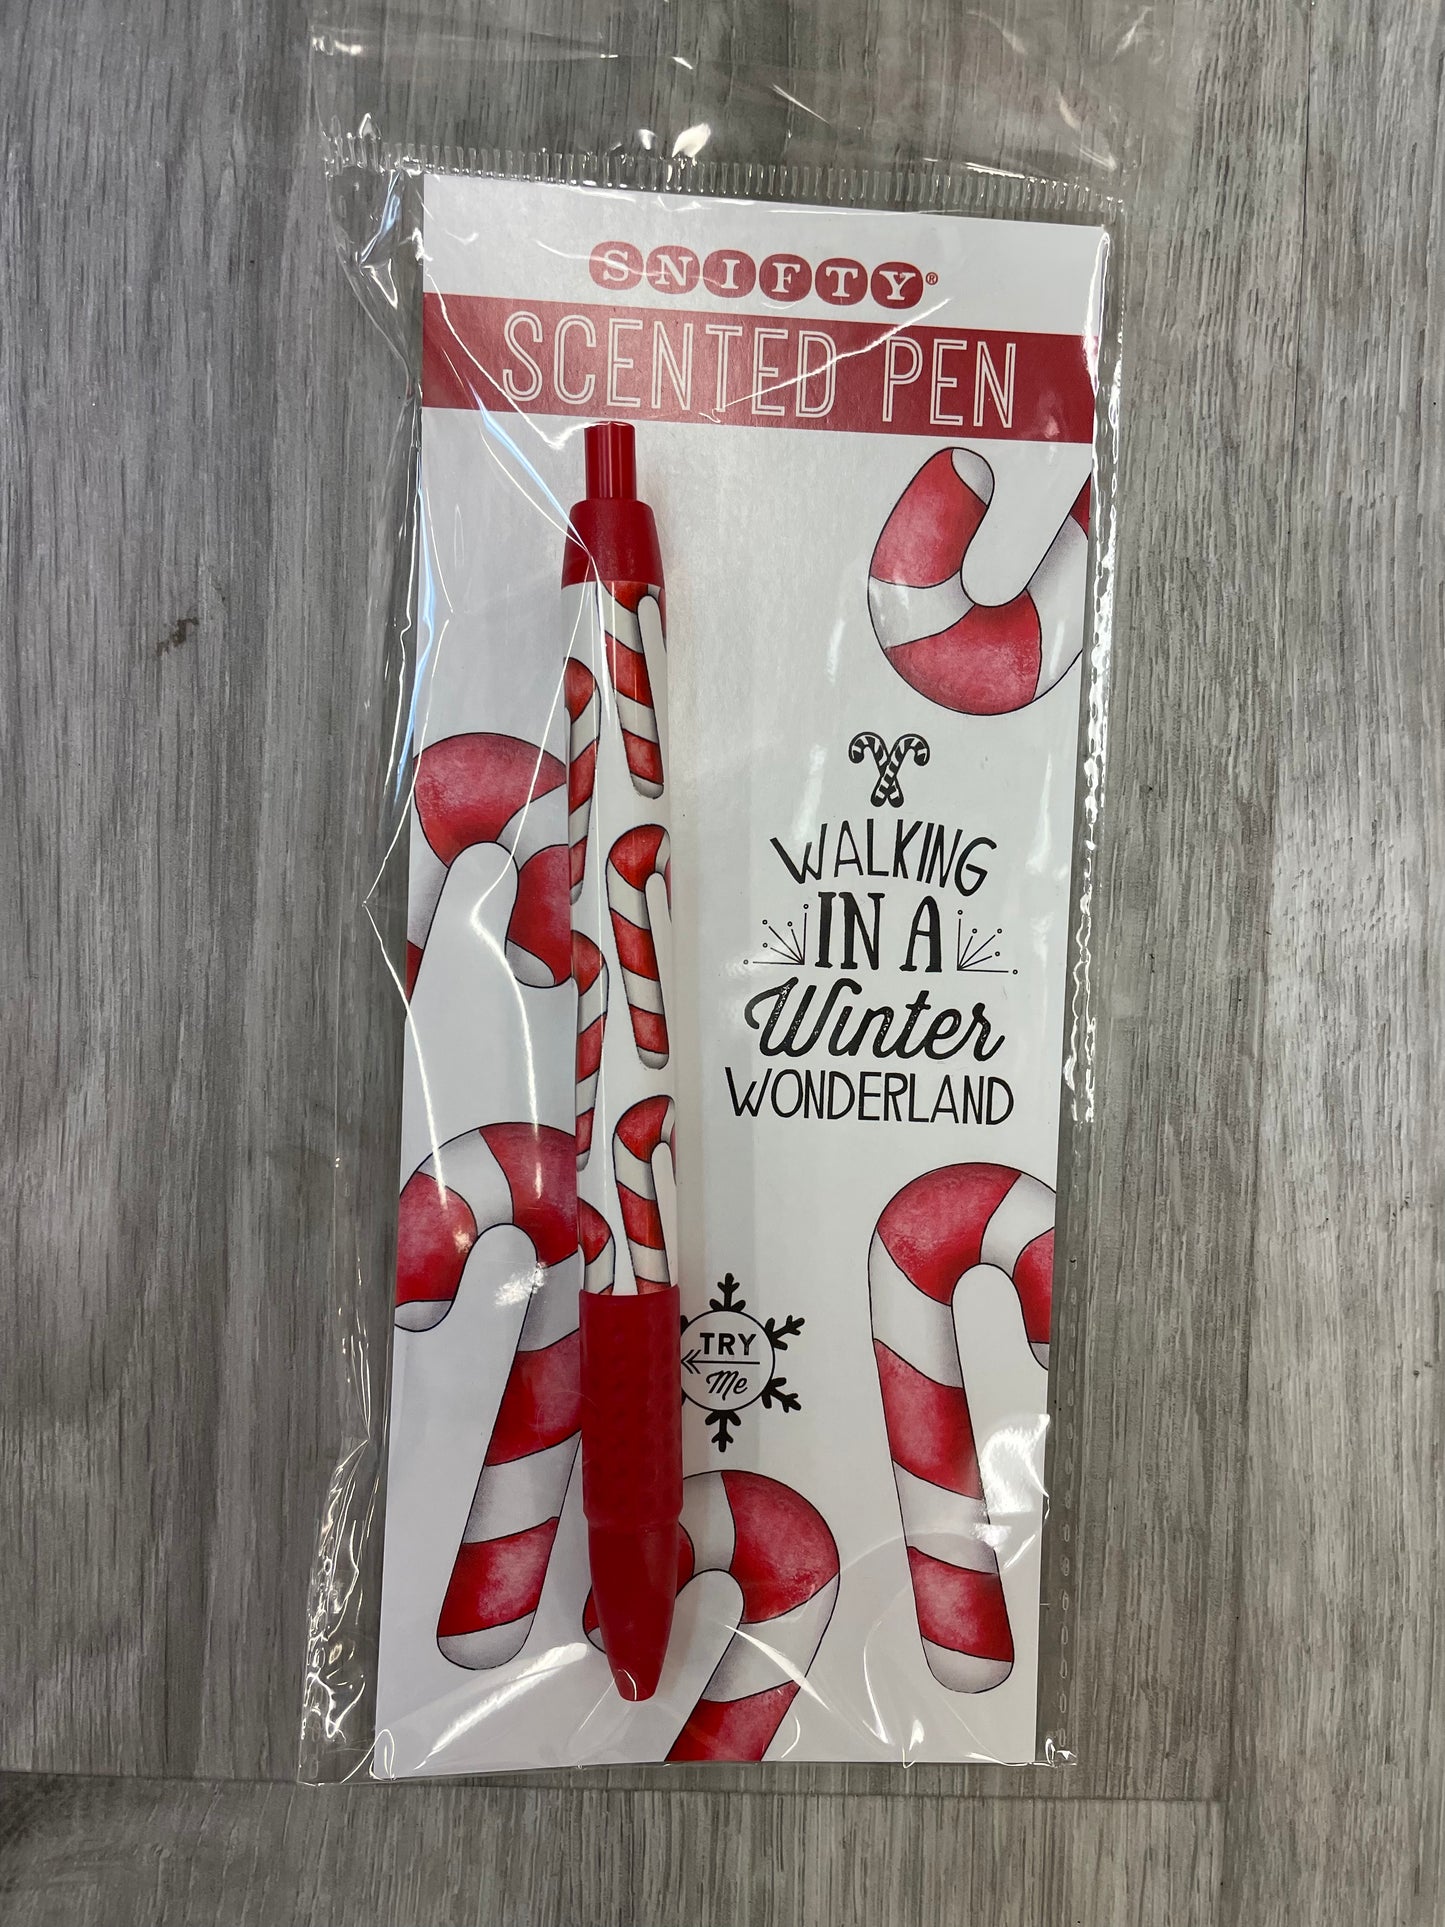 SNIFTY®
SCENTED PEN
WALKING
IN A
Winter
WONDERLAND
TRY
Me